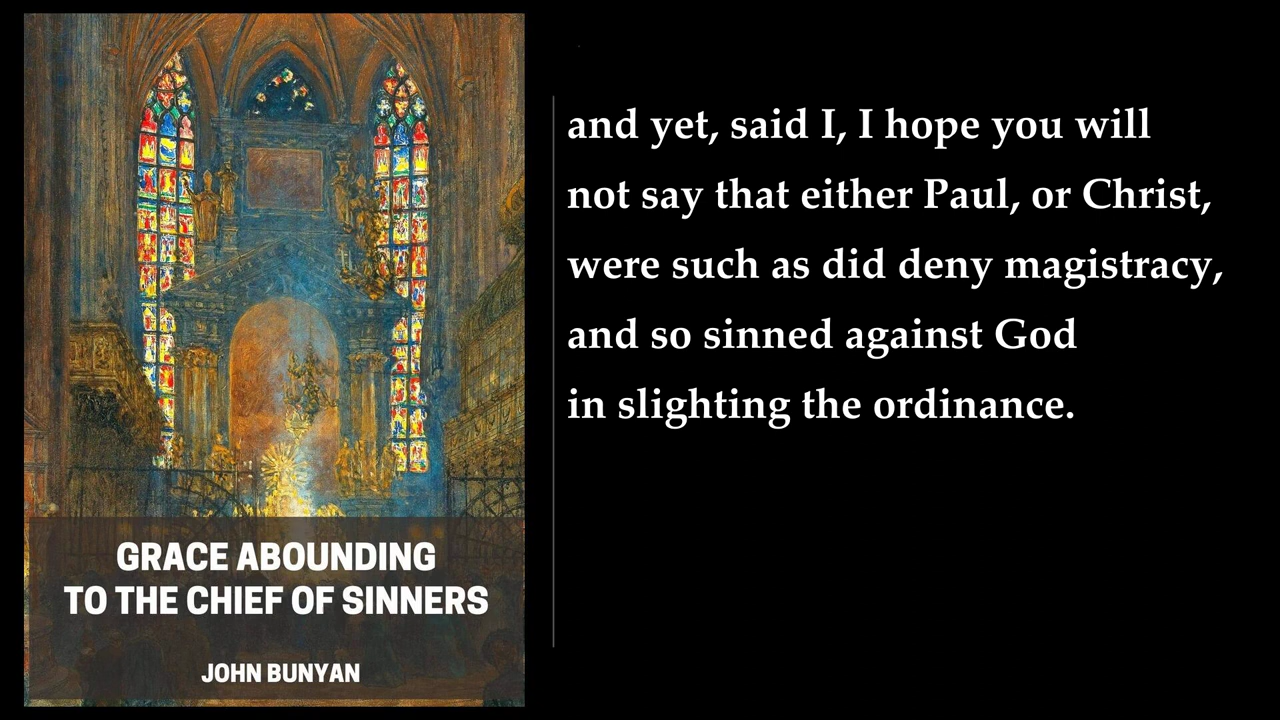 GRACE ABOUNDING
TO THE CHIEF OF SINNERS
JOHN BUNYAN
and yet, said I, I hope you will
not say that either Paul, or Christ,
were such as did deny magistracy,
and so sinned against God
in slighting the ordinance.